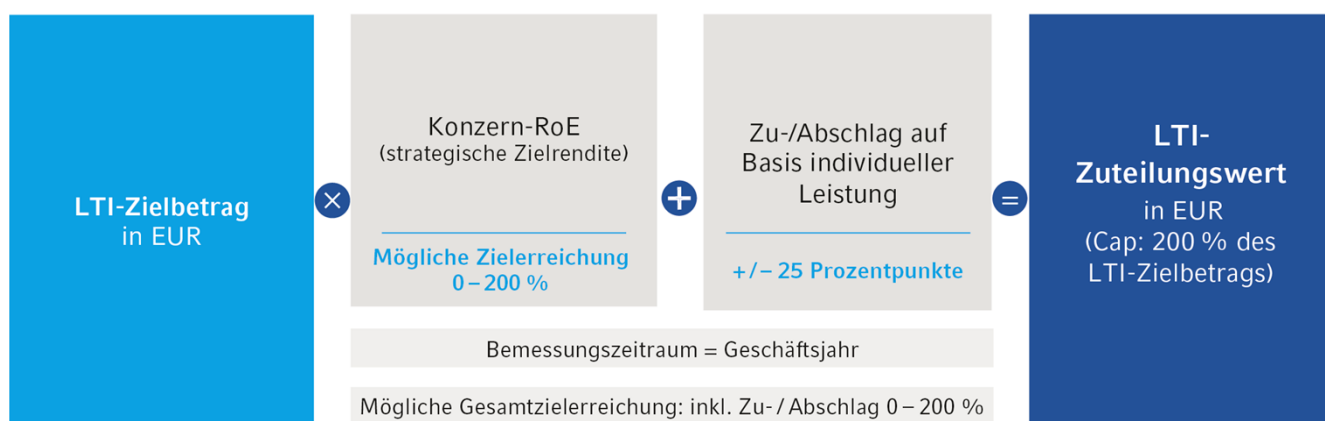 LTI-Zielbetrag
in EUR
×
Konzern-RoE
(strategische Zielrendite)
Mögliche Zielerreichung
0 – 200 %
+
Zu-/Abschlag auf
Basis individueller
Leistung
+/– 25 Prozentpunkte
=
LTI-
Zuteilungswert
in EUR
(Cap: 200 % des
LTI-Zielbetrags)
Bemessungszeitraum = Geschäftsjahr
Mögliche Gesamtzielerreichung: inkl. Zu- / Abschlag 0 – 200 %